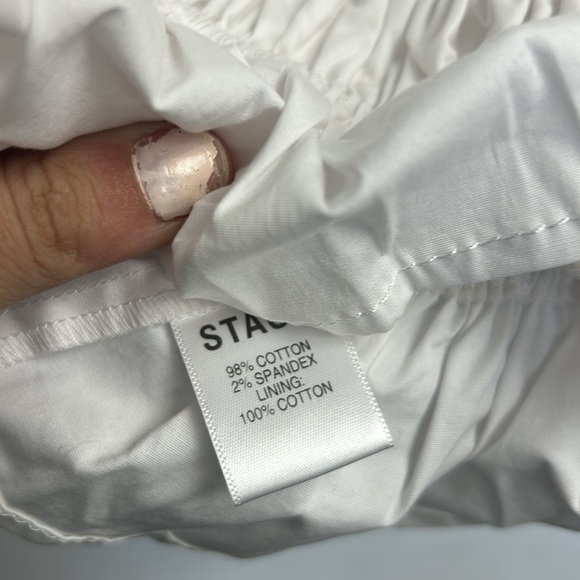 98% COTTON
2% SPANDEX
LINING:
100% COTTON